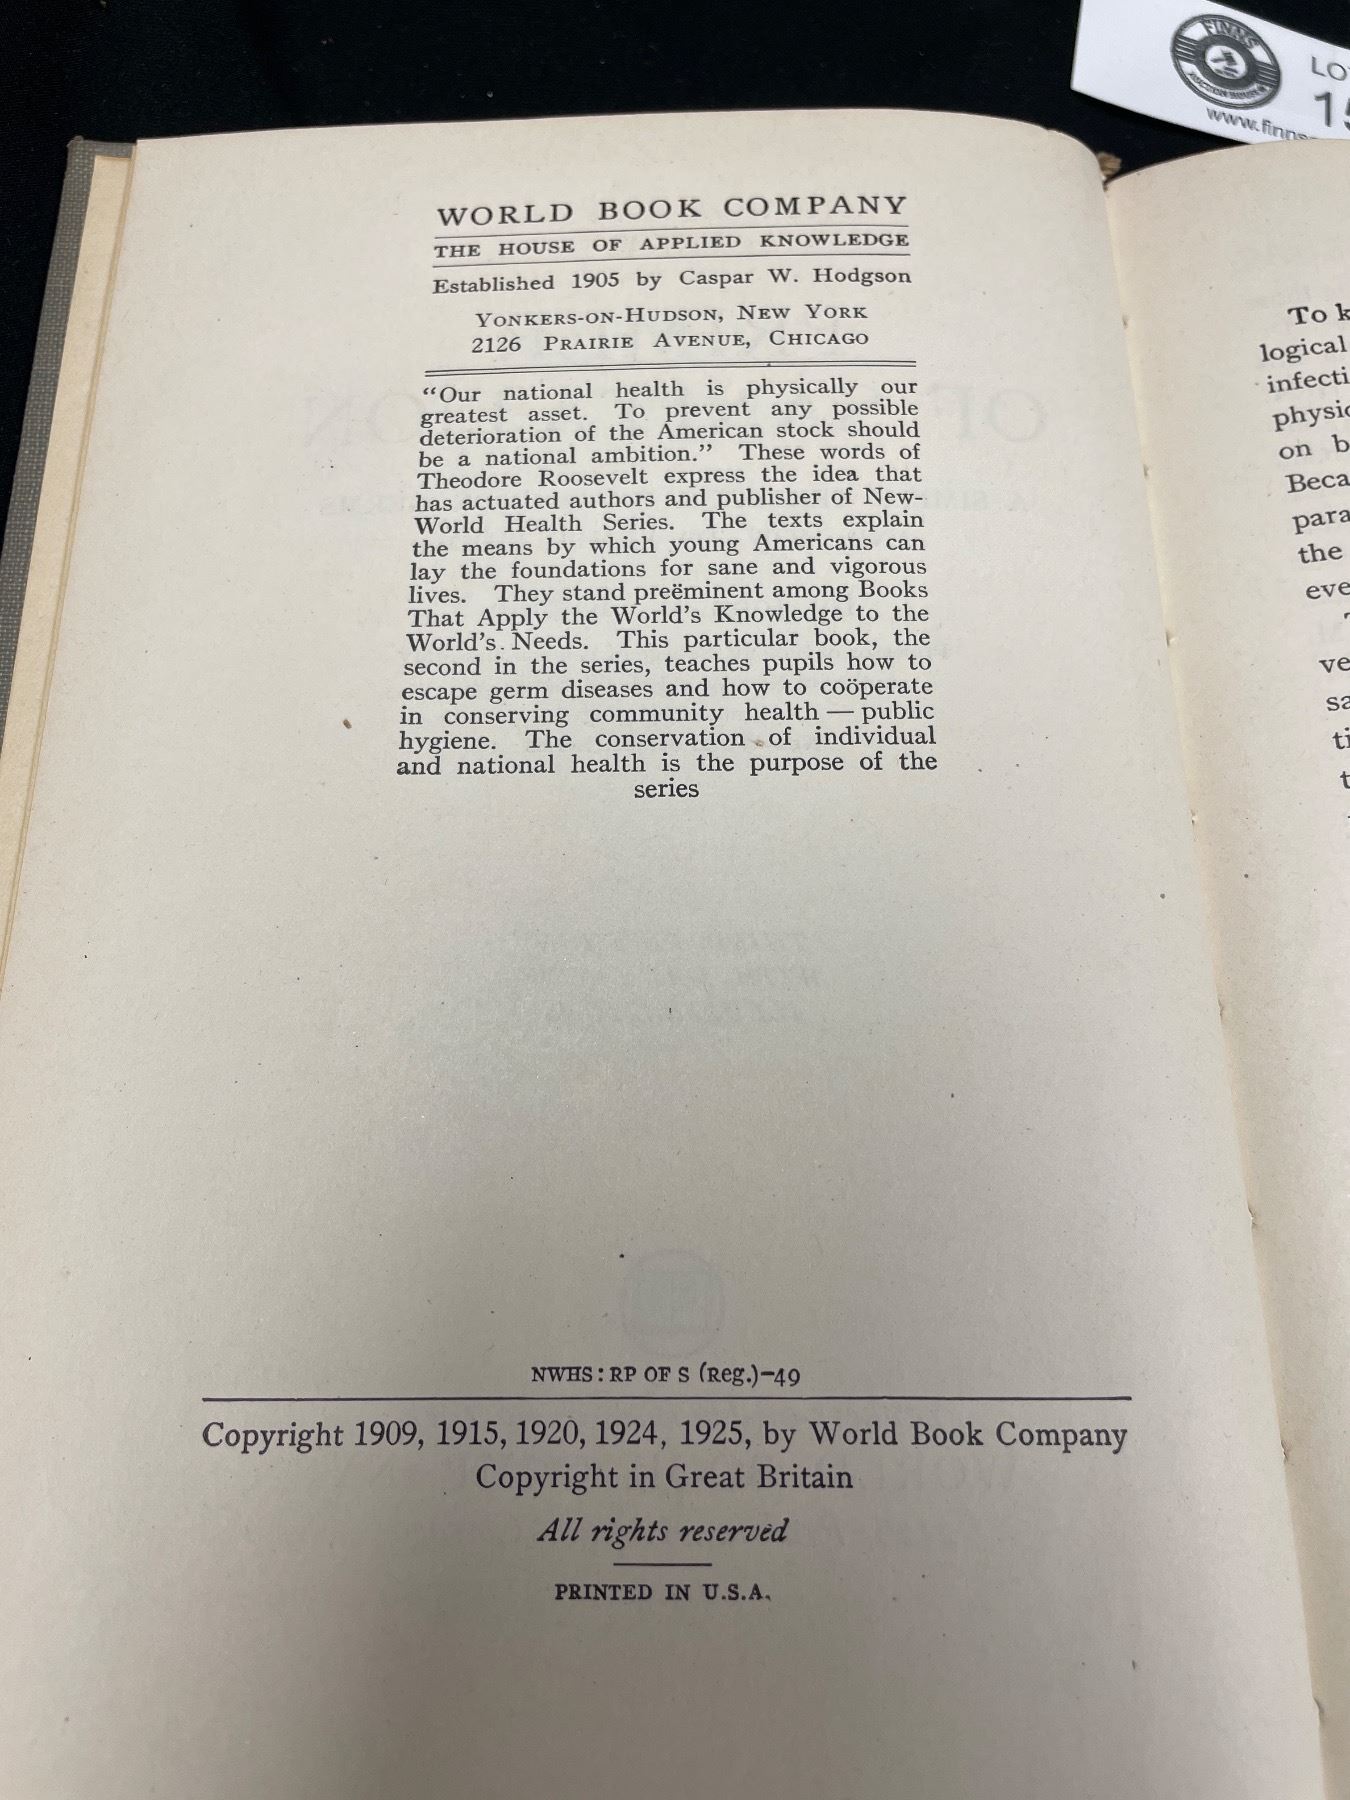 WORLD BOOK COMPANY
THE HOUSE OF APPLIED KNOWLEDGE
Established 1905 by Caspar W. Hodgson
YONKERS-ON-HUDSON, NEW YORK
2126 PRAIRIE AVENUE, CHICAGO
“Our national health is physically our
greatest asset. To prevent any possible
deterioration of the American stock should
be a national ambition.” These words of
Theodore Roosevelt express the idea that
has actuated authors and publisher of New-
World Health Series. The texts explain
the means by which young Americans can
lay the foundations for sane and vigorous
lives. They stand preëminent among Books
That Apply the World’s Knowledge to the
World’s Needs. This particular book, the
second in the series, teaches pupils how to
escape germ diseases and how to coöperate
in conserving community health — public
hygiene. The conservation of individual
and national health is the purpose of the
series
NWHS: RP OF S (Reg.)–49
Copyright 1909, 1915, 1920, 1924, 1925, by World Book Company
Copyright in Great Britain
All rights reserved
PRINTED IN U.S.A.
FINNS
LO
15
www.finns
To k
logical
infecti
physic
on b
Beca
para
the
eve
ve
sa
ti
t